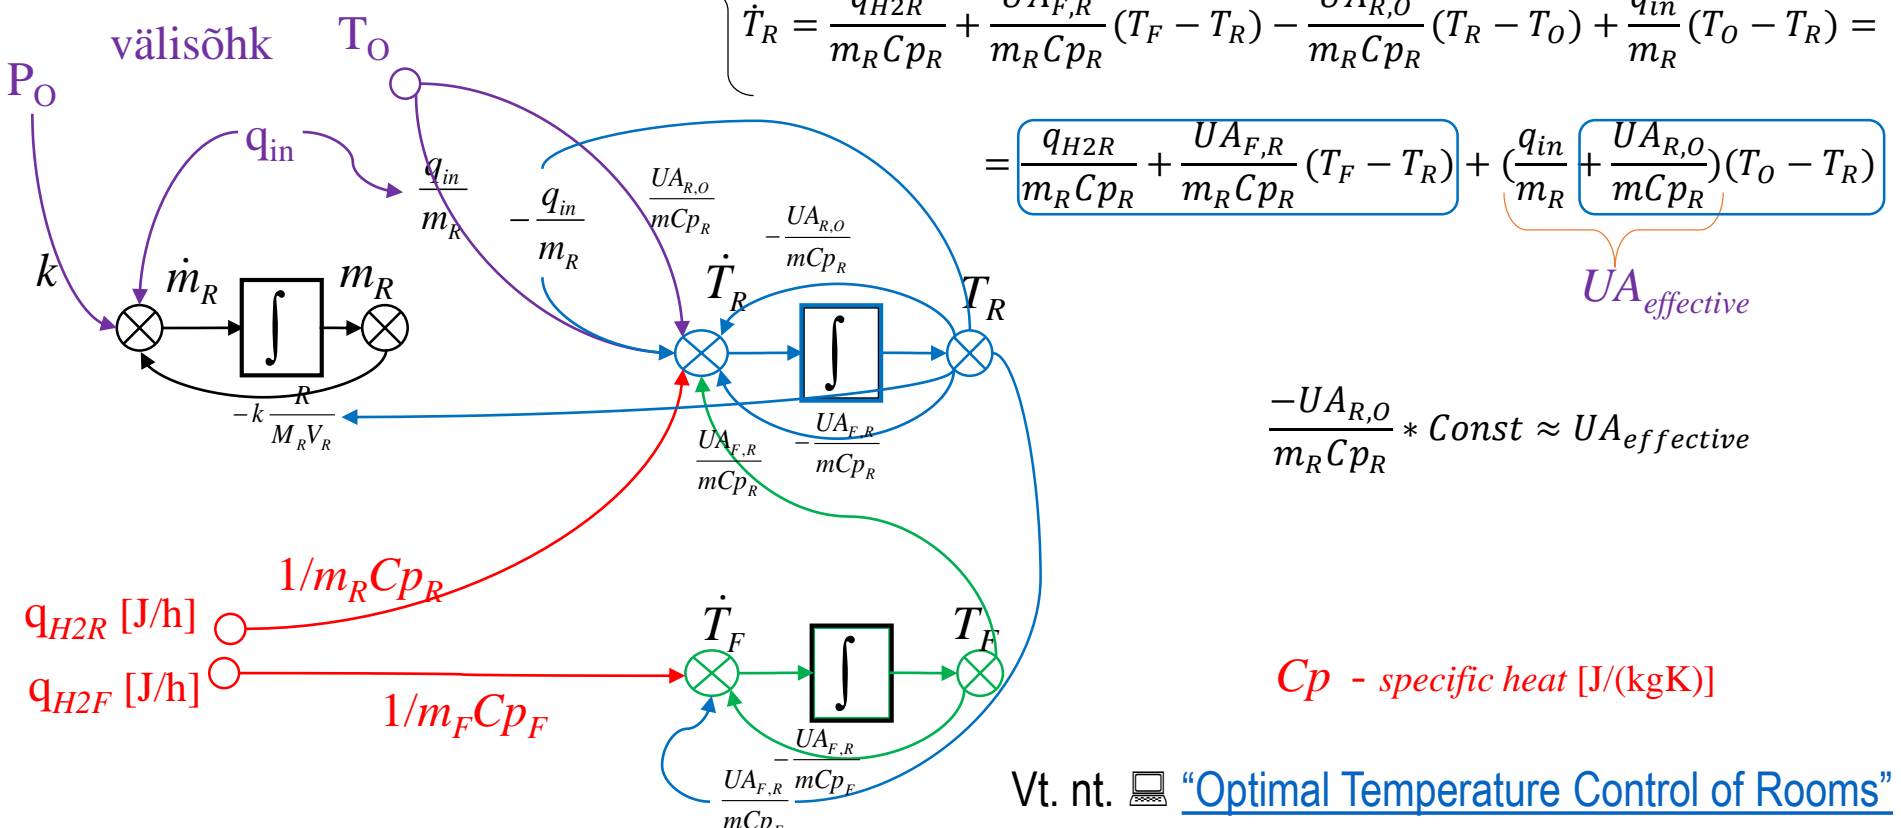 Ṫ_R = q_H2R/(m_R Cp_R) + UA_F,R/(m_R Cp_R) (T_F − T_R) − UA_R,O/(m_R Cp_R) (T_R − T_O) + q_in/m_R (T_O − T_R) =
= q_H2R/(m_R Cp_R) + UA_F,R/(m_R Cp_R) (T_F − T_R) + (q_in/m_R + UA_R,O/(mCp_R))(T_O − T_R)
UA_effective
välisõhk
T_O
P_O
q_in
q_in/m_R
−q_in/m_R
UA_R,O/(mCp_R)
−UA_R,O/(mCp_R)
k
ṁ_R
∫
m_R
Ṫ_R
∫
T_R
−k R/(M_R V_R)
UA_F,R/(mCp_R)
−UA_F,R/(mCp_R)
−UA_R,O/(m_R Cp_R) * Const ≈ UA_effective
1/m_R Cp_R
q_H2R [J/h]
q_H2F [J/h]
1/m_F Cp_F
Ṫ_F
∫
T_F
−UA_F,R/(mCp_F)
UA_F,R/(mCp_F)
Cp - specific heat [J/(kgK)]
Vt. nt. 💻 “Optimal Temperature Control of Rooms”